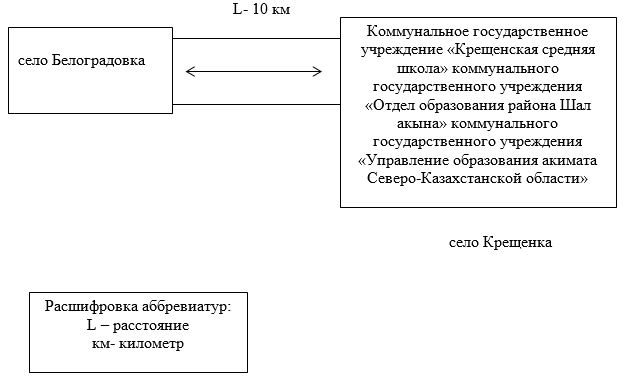 L- 10 км
село Белоградовка
Коммунальное государственное
учреждение «Крещенская средняя
школа» коммунального
государственного учреждения
«Отдел образования района Шал
акына» коммунального
государственного учреждения
«Управление образования акимата
Северо-Казахстанской области»
село Крещенка
Расшифровка аббревиатур:
L – расстояние
км- километр